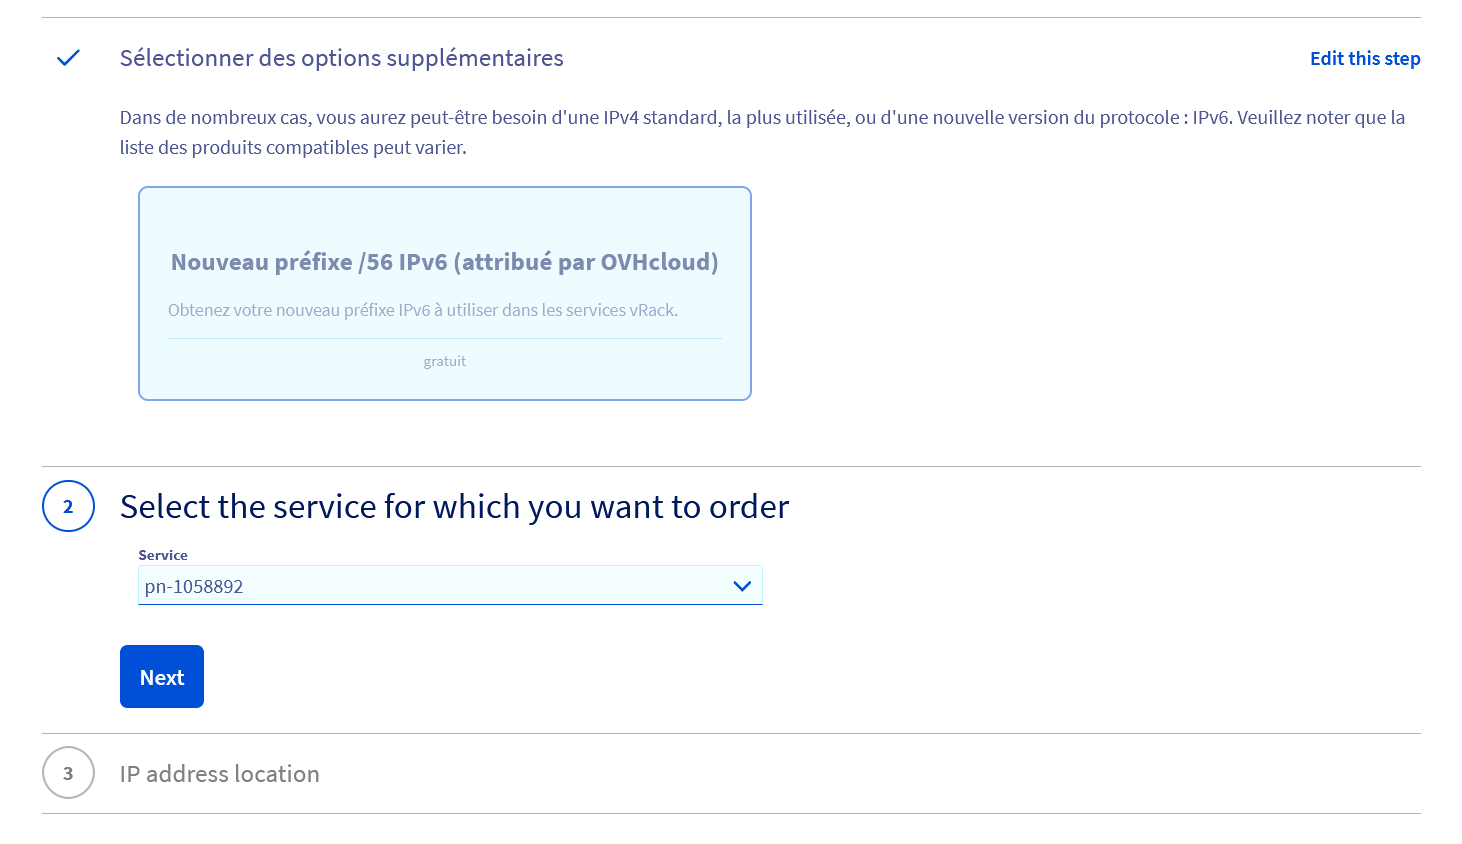 Sélectionner des options supplémentaires
Edit this step
Dans de nombreux cas, vous aurez peut-être besoin d'une IPv4 standard, la plus utilisée, ou d'une nouvelle version du protocole : IPv6. Veuillez noter que la
liste des produits compatibles peut varier.
Nouveau préfixe /56 IPv6 (attribué par OVHcloud)
Obtenez votre nouveau préfixe IPv6 à utiliser dans les services vRack.
gratuit
2
Select the service for which you want to order
Service
pn-1058892
Next
3
IP address location